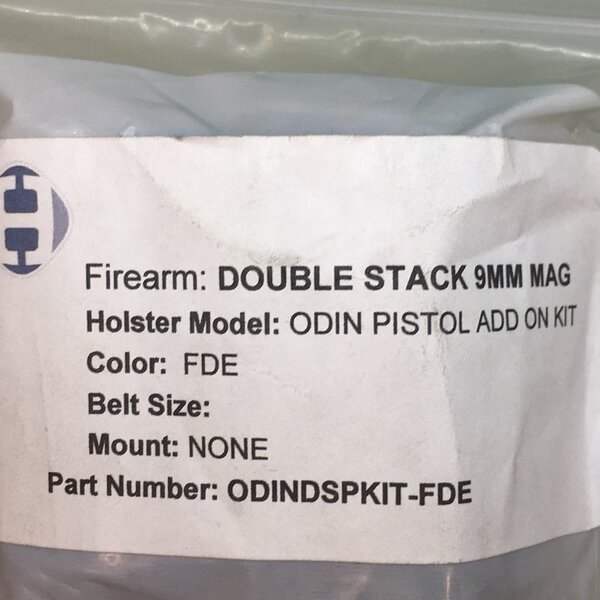 Firearm: DOUBLE STACK 9MM MAG
Holster Model: ODIN PISTOL ADD ON KIT
Color: FDE
Belt Size:
Mount: NONE
Part Number: ODINDSPKIT-FDE